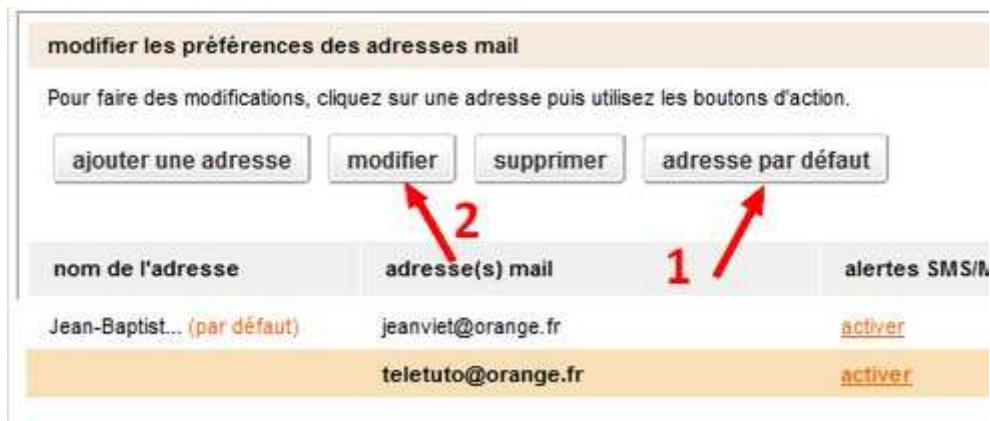 modifier les préférences des adresses mail
Pour faire des modifications, cliquez sur une adresse puis utilisez les boutons d'action.
ajouter une adresse modifier supprimer adresse par défaut
2
1
nom de l'adresse adresse(s) mail alertes SMS/M
Jean-Baptist... (par défaut) jeanviet@orange.fr activer
teletuto@orange.fr activer